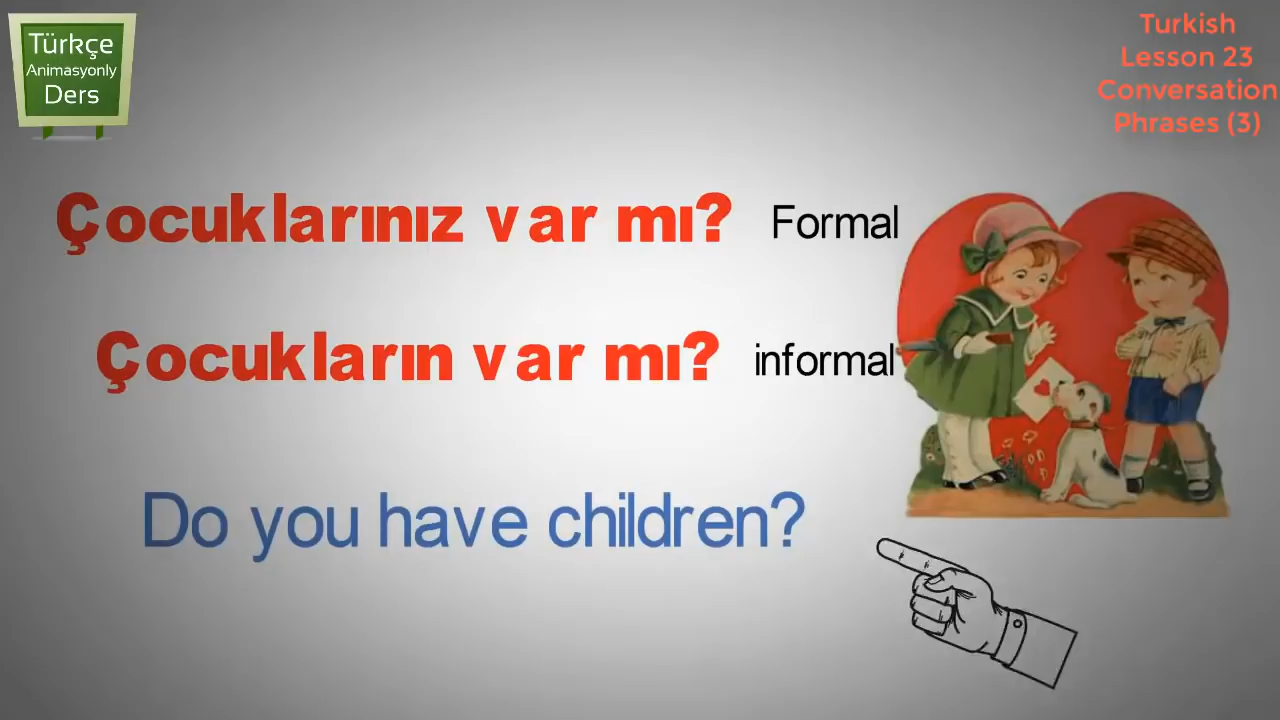 Türkçe
Animasyonly
Ders
Turkish
Lesson 23
Conversation
Phrases (3)
Çocuklarınız var mı? Formal
Çocukların var mı? informal
Do you have children?